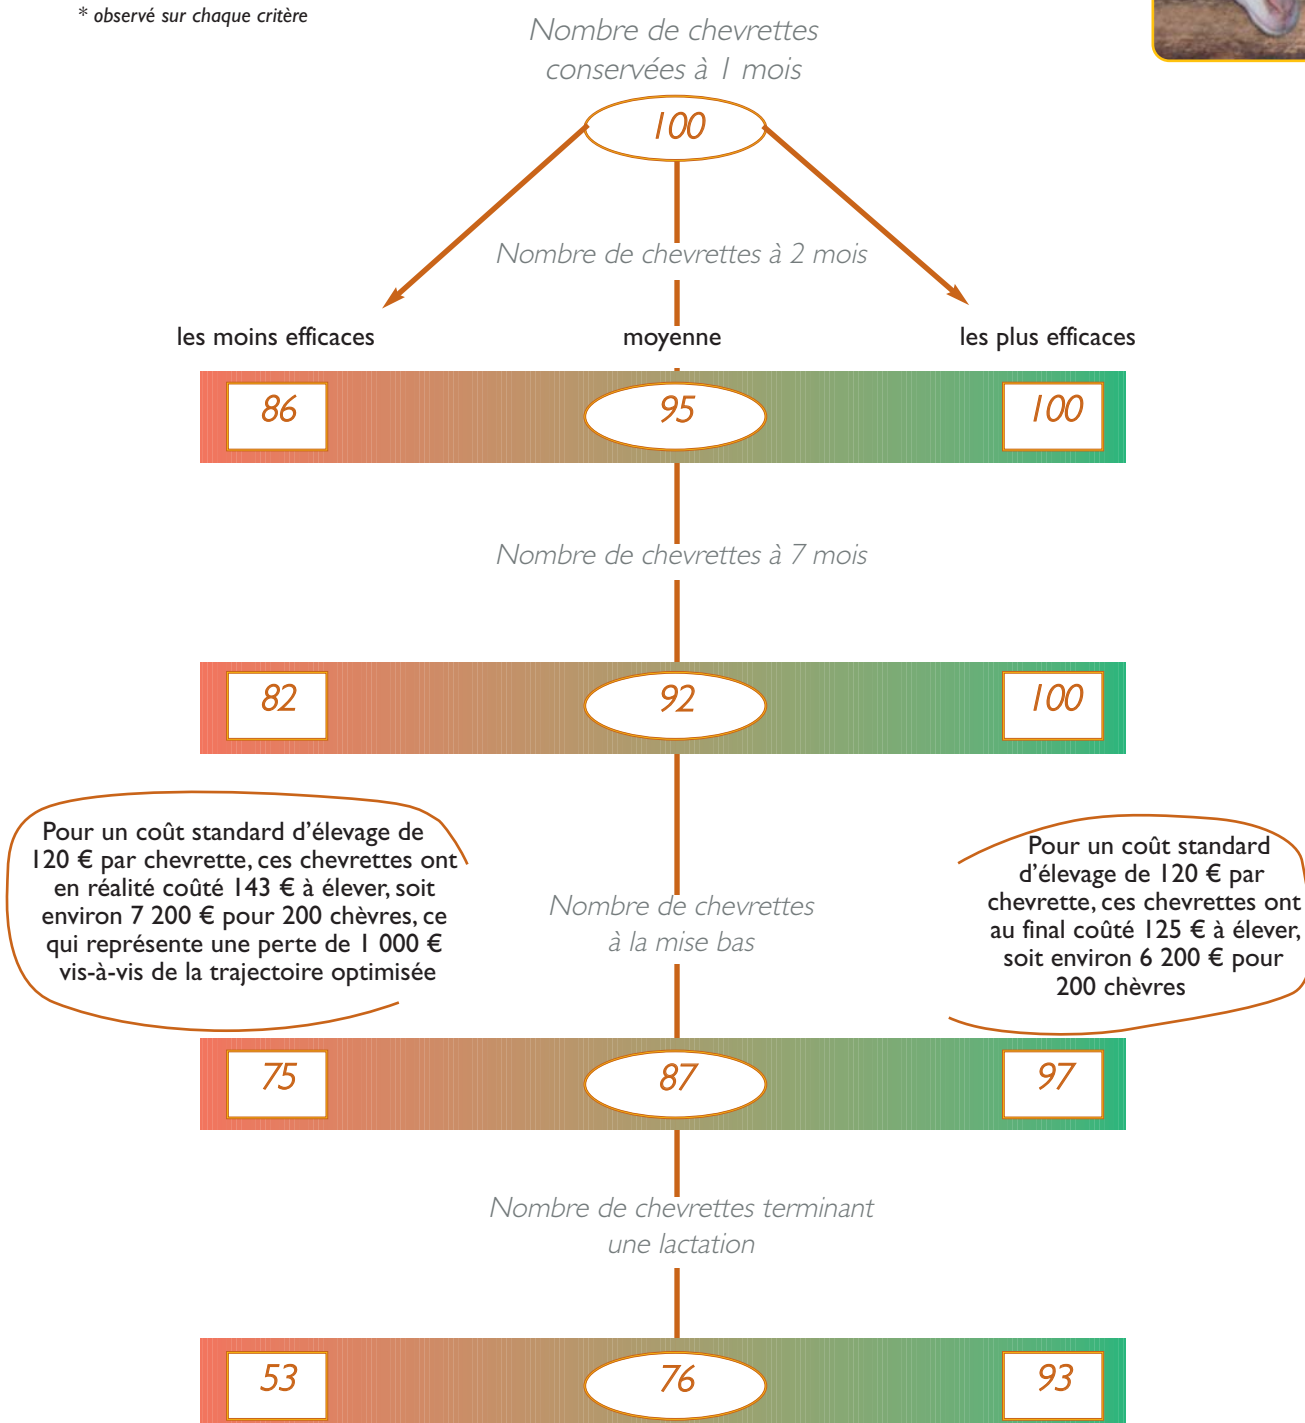 * observé sur chaque critère
Nombre de chevrettes
conservées à 1 mois
100
Nombre de chevrettes à 2 mois
les moins efficaces
moyenne
les plus efficaces
86
95
100
Nombre de chevrettes à 7 mois
82
92
100
Pour un coût standard d’élevage de
120 € par chevrette, ces chevrettes ont
en réalité coûté 143 € à élever, soit
environ 7 200 € pour 200 chèvres, ce
qui représente une perte de 1 000 €
vis-à-vis de la trajectoire optimisée
Nombre de chevrettes
à la mise bas
Pour un coût standard
d’élevage de 120 € par
chevrette, ces chevrettes ont
au final coûté 125 € à élever,
soit environ 6 200 € pour
200 chèvres
75
87
97
Nombre de chevrettes terminant
une lactation
53
76
93